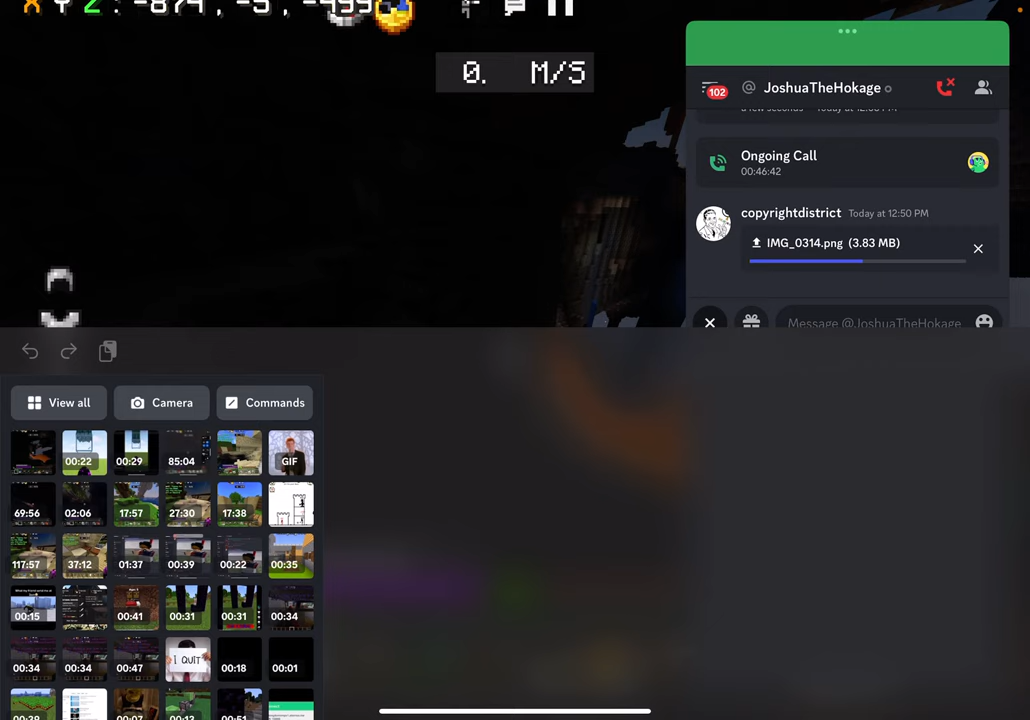 X Y Z : -874, -5, -499
0. M/S
102
@ JoshuaTheHokage
Ongoing Call
00:46:42
copyrightdistrict Today at 12:50 PM
IMG_0314.png (3.83 MB)
Message @JoshuaTheHokage
View all
Camera
Commands
00:22
00:29
85:04
GIF
69:56
02:06
17:57
27:30
17:38
117:57
37:12
01:37
00:39
00:22
00:35
00:15
00:41
00:31
00:31
00:34
00:34
00:34
00:47
I QUIT
00:18
00:01